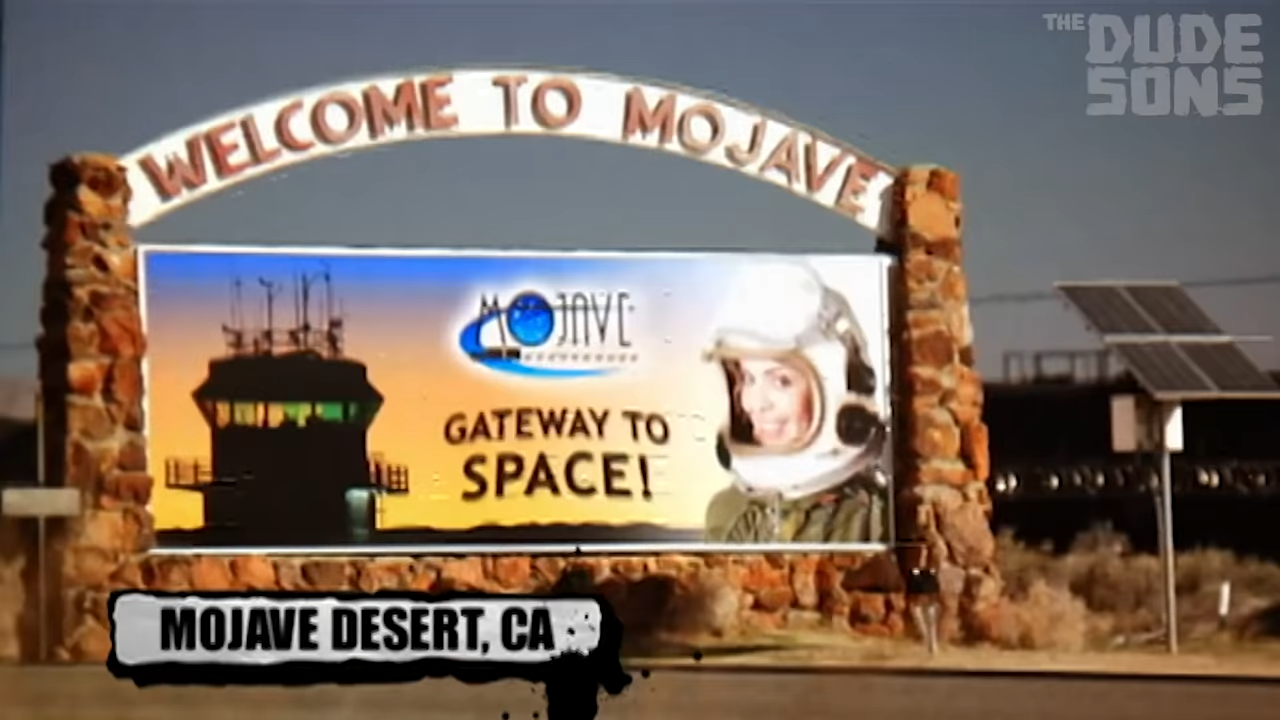 THE DUDE SONS
WELCOME TO MOJAVE
MOJAVE
GATEWAY TO
SPACE!
MOJAVE DESERT, CA